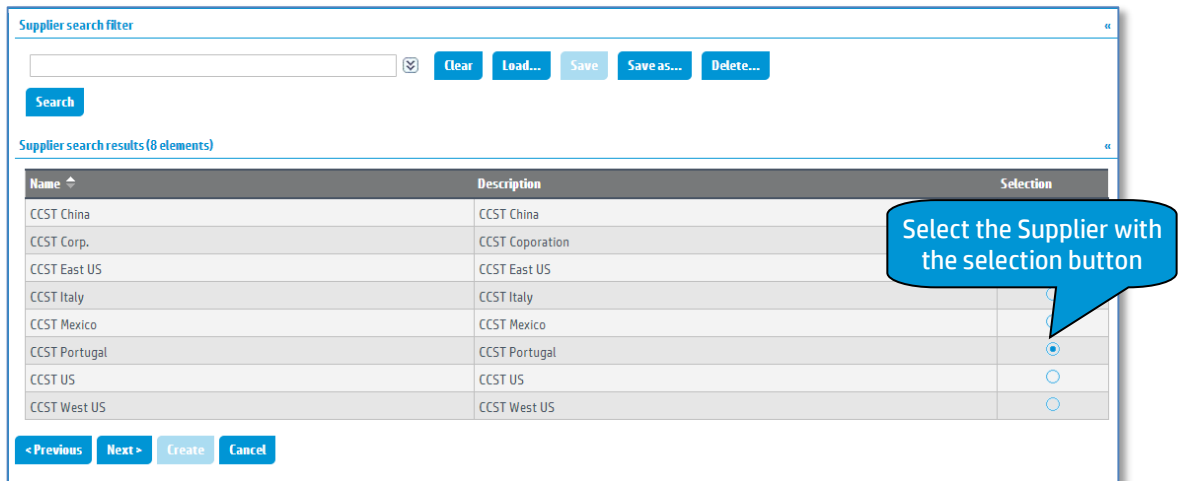 Supplier search filter «
Clear Load... Save Save as... Delete...
Search
Supplier search results (8 elements) «
Name Description Selection
CCST China CCST China
CCST Corp. CCST Coporation
CCST East US CCST East US
CCST Italy CCST Italy
CCST Mexico CCST Mexico
CCST Portugal CCST Portugal
CCST US CCST US
CCST West US CCST West US
Select the Supplier with
the selection button
< Previous Next > Create Cancel